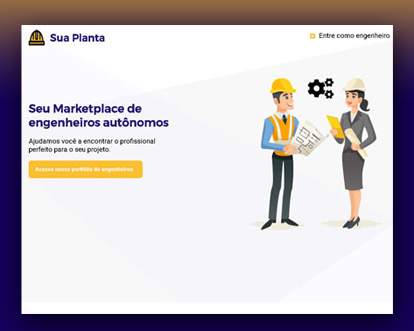 Sua Planta
Entre como engenheiro
Seu Marketplace de
engenheiros autônomos
Ajudamos você a encontrar o profissional
perfeito para o seu projeto.
Acesse nosso portfólio de engenheiros